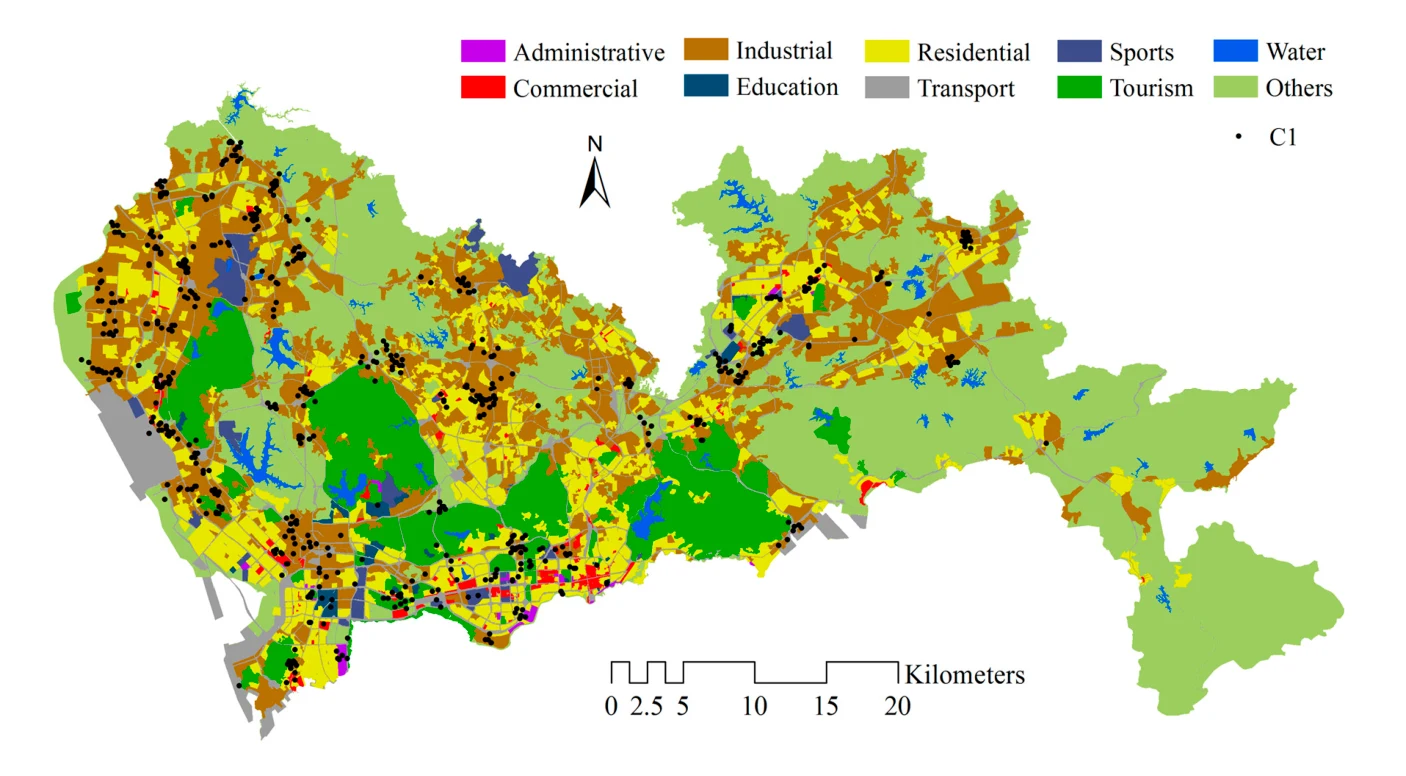 Administrative Industrial Residential Sports Water
Commercial Education Transport Tourism Others
C1
N
Kilometers
0 2.5 5 10 15 20